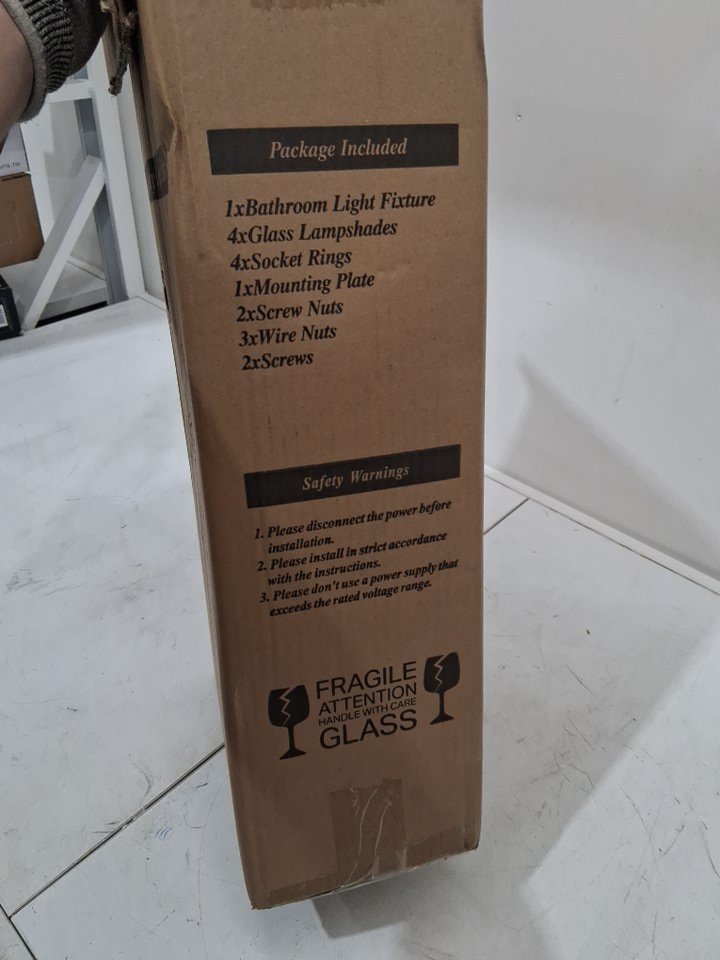 Package Included
1xBathroom Light Fixture
4xGlass Lampshades
4xSocket Rings
1xMounting Plate
2xScrew Nuts
3xWire Nuts
2xScrews
Safety Warnings
1. Please disconnect the power before
installation.
2. Please install in strict accordance
with the instructions.
3. Please don't use a power supply that
exceeds the rated voltage range.
FRAGILE
ATTENTION
HANDLE WITH CARE
GLASS